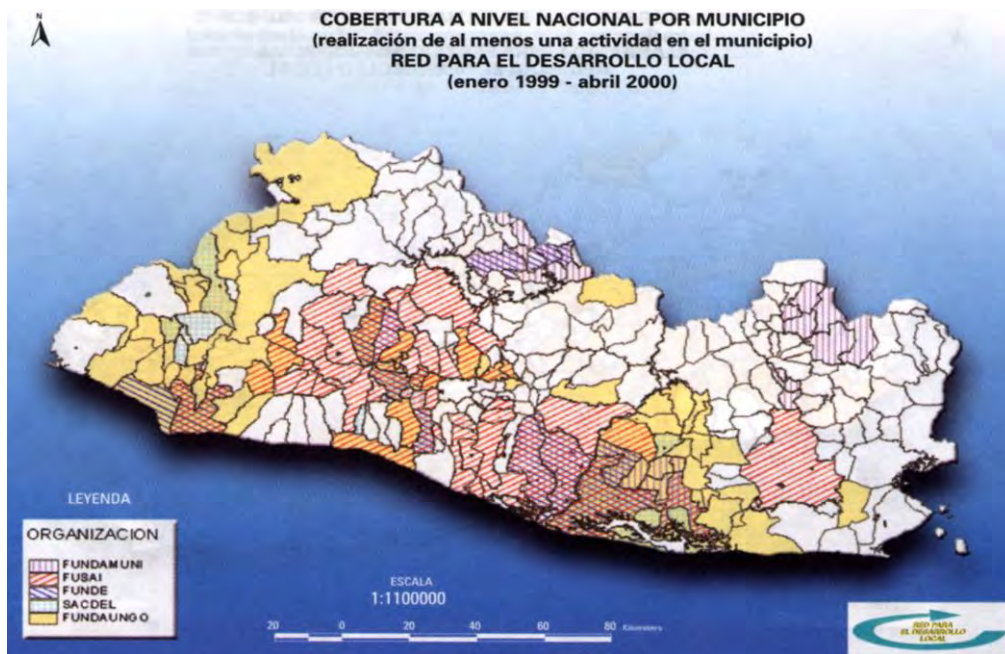 N
COBERTURA A NIVEL NACIONAL POR MUNICIPIO
(realización de al menos una actividad en el municipio)
RED PARA EL DESARROLLO LOCAL
(enero 1999 - abril 2000)
LEYENDA
ORGANIZACION
FUNDAMUNI
FUSAI
FUNDE
SACDEL
FUNDAUNGO
ESCALA
1:1100000
20 0 20 40 60 80 Kilometers
RED PARA
EL DESARROLLO
LOCAL